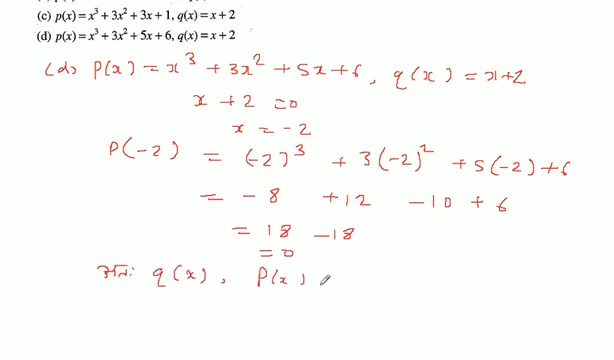 (c) p(x) = x³ + 3x² + 3x + 1, q(x) = x + 2
(d) p(x) = x³ + 3x² + 5x + 6, q(x) = x + 2
(d) P(x) = x³ + 3x² + 5x + 6, q(x) = x + 2
x + 2 = 0
x = -2
P(-2) = (-2)³ + 3(-2)² + 5(-2) + 6
= -8 + 12 - 10 + 6
= 18 - 18
= 0
अतः q(x), P(x)